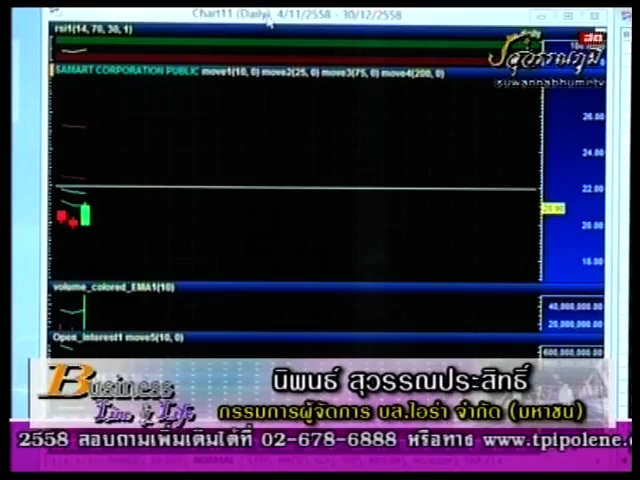 Chart11 (Daily) 4/11/2558 - 30/12/2558
rsi1(14, 70, 30, 1)
สด
สุวรรณภูมิ
suwannabhumi tv
SAMART CORPORATION PUBLIC move1(10, 0) move2(25, 0) move3(75, 0) move4(200, 0)
26.00
24.00
22.00
20.90
20.00
18.00
volume_colored_EMA1(10)
40,000,000.00
20,000,000.00
Open_Interest1 move5(10, 0)
600,000,000.00
Business
Line & Life
นิพนธ์ สุวรรณประสิทธิ์
กรรมการผู้จัดการ บล.ไอร่า จำกัด (มหาชน)
2558 สอบถามเพิ่มเติมได้ที่ 02-678-6888 หรือทาง www.tpipolene.c